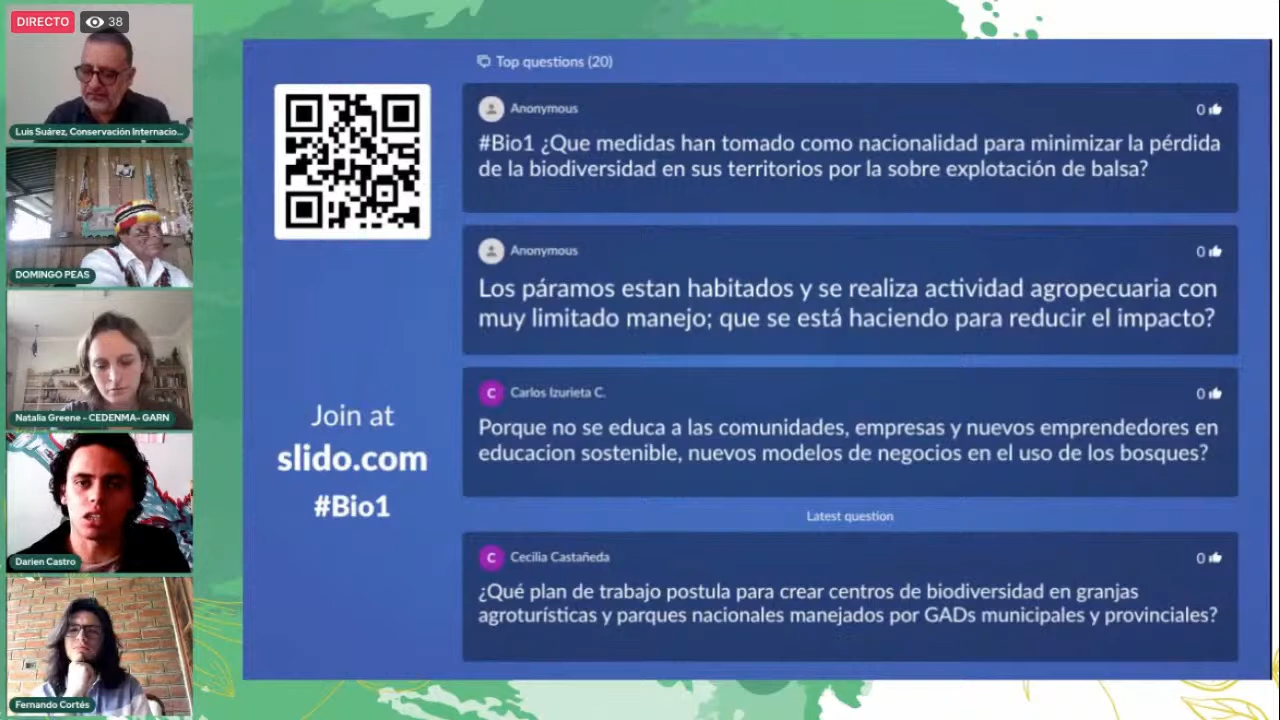 DIRECTO 38
Luis Suárez, Conservación Internacio...
DOMINGO PEAS
Natalia Greene - CEDENMA- GARN
Darien Castro
Fernando Cortés
Join at
slido.com
#Bio1
Top questions (20)
Anonymous
0
#Bio1 ¿Que medidas han tomado como nacionalidad para minimizar la pérdida
de la biodiversidad en sus territorios por la sobre explotación de balsa?
Anonymous
0
Los páramos estan habitados y se realiza actividad agropecuaria con
muy limitado manejo; que se está haciendo para reducir el impacto?
C Carlos Izurieta C.
0
Porque no se educa a las comunidades, empresas y nuevos emprendedores en
educacion sostenible, nuevos modelos de negocios en el uso de los bosques?
Latest question
C Cecilia Castañeda
0
¿Qué plan de trabajo postula para crear centros de biodiversidad en granjas
agroturísticas y parques nacionales manejados por GADs municipales y provinciales?